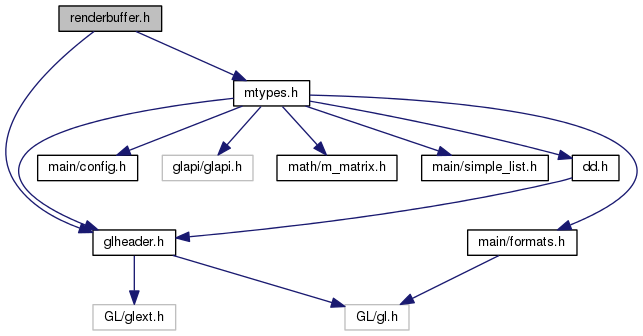 renderbuffer.h
mtypes.h
main/config.h
glapi/glapi.h
math/m_matrix.h
main/simple_list.h
dd.h
glheader.h
main/formats.h
GL/glext.h
GL/gl.h